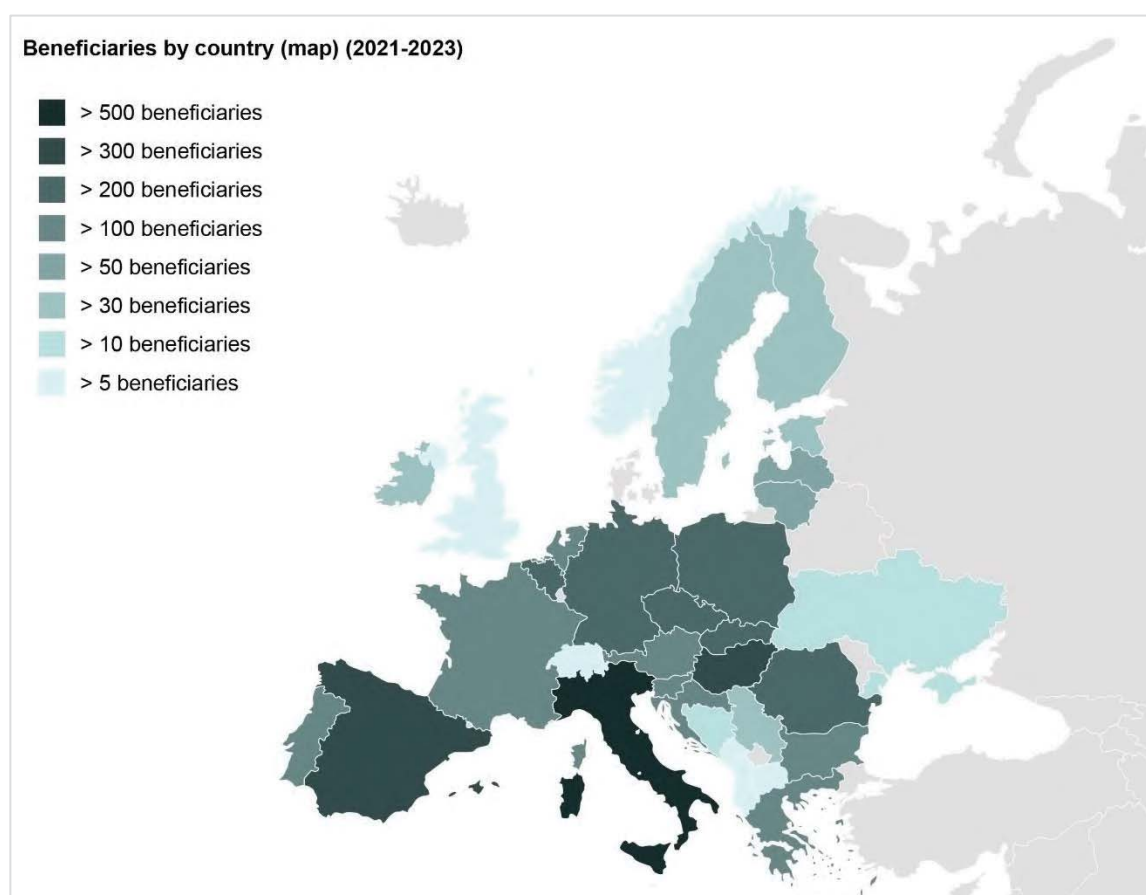 Beneficiaries by country (map) (2021-2023)
> 500 beneficiaries
> 300 beneficiaries
> 200 beneficiaries
> 100 beneficiaries
> 50 beneficiaries
> 30 beneficiaries
> 10 beneficiaries
> 5 beneficiaries